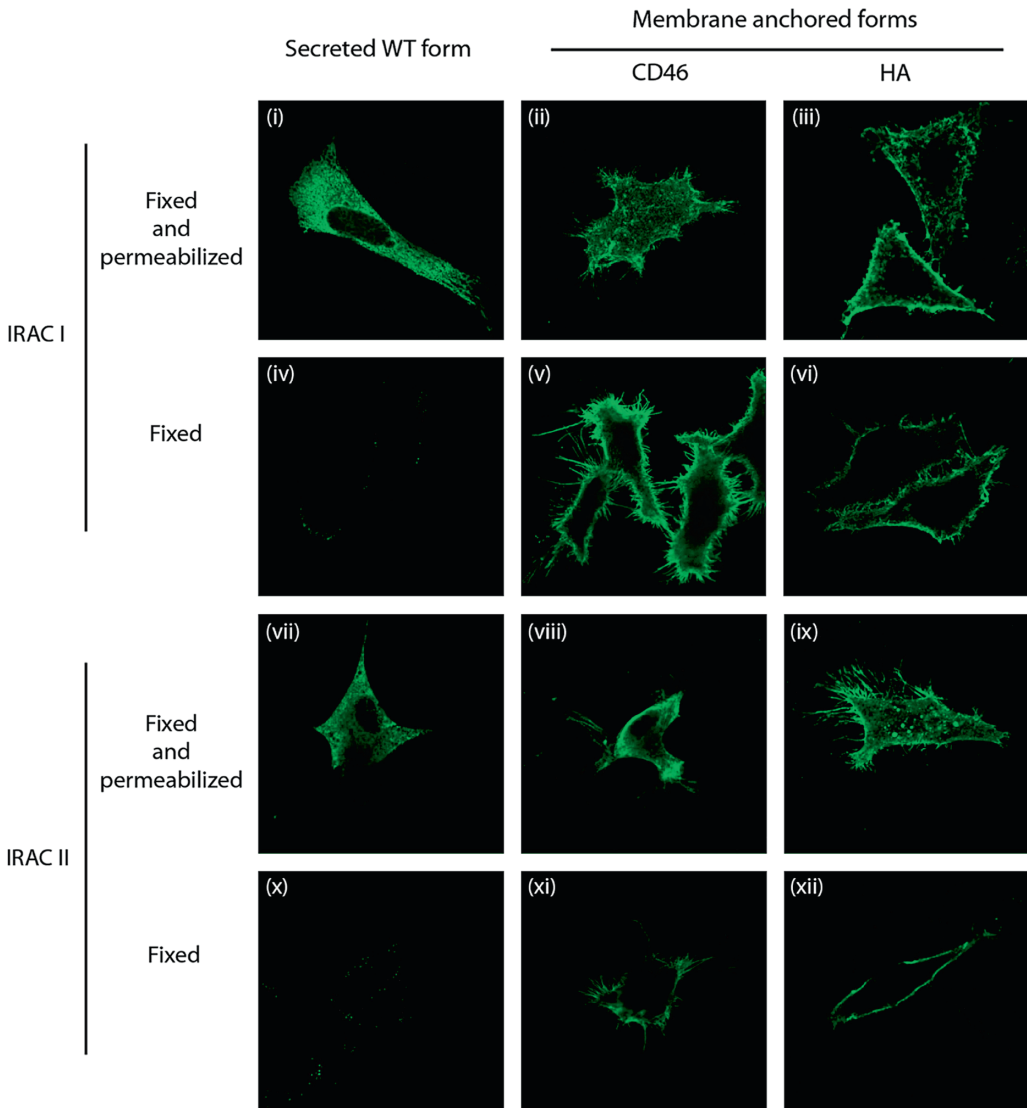 Membrane anchored forms
Secreted WT form
CD46
HA
(i)
(ii)
(iii)
Fixed
and
permeabilized
IRAC I
(iv)
(v)
(vi)
Fixed
(vii)
(viii)
(ix)
Fixed
and
permeabilized
IRAC II
(x)
(xi)
(xii)
Fixed